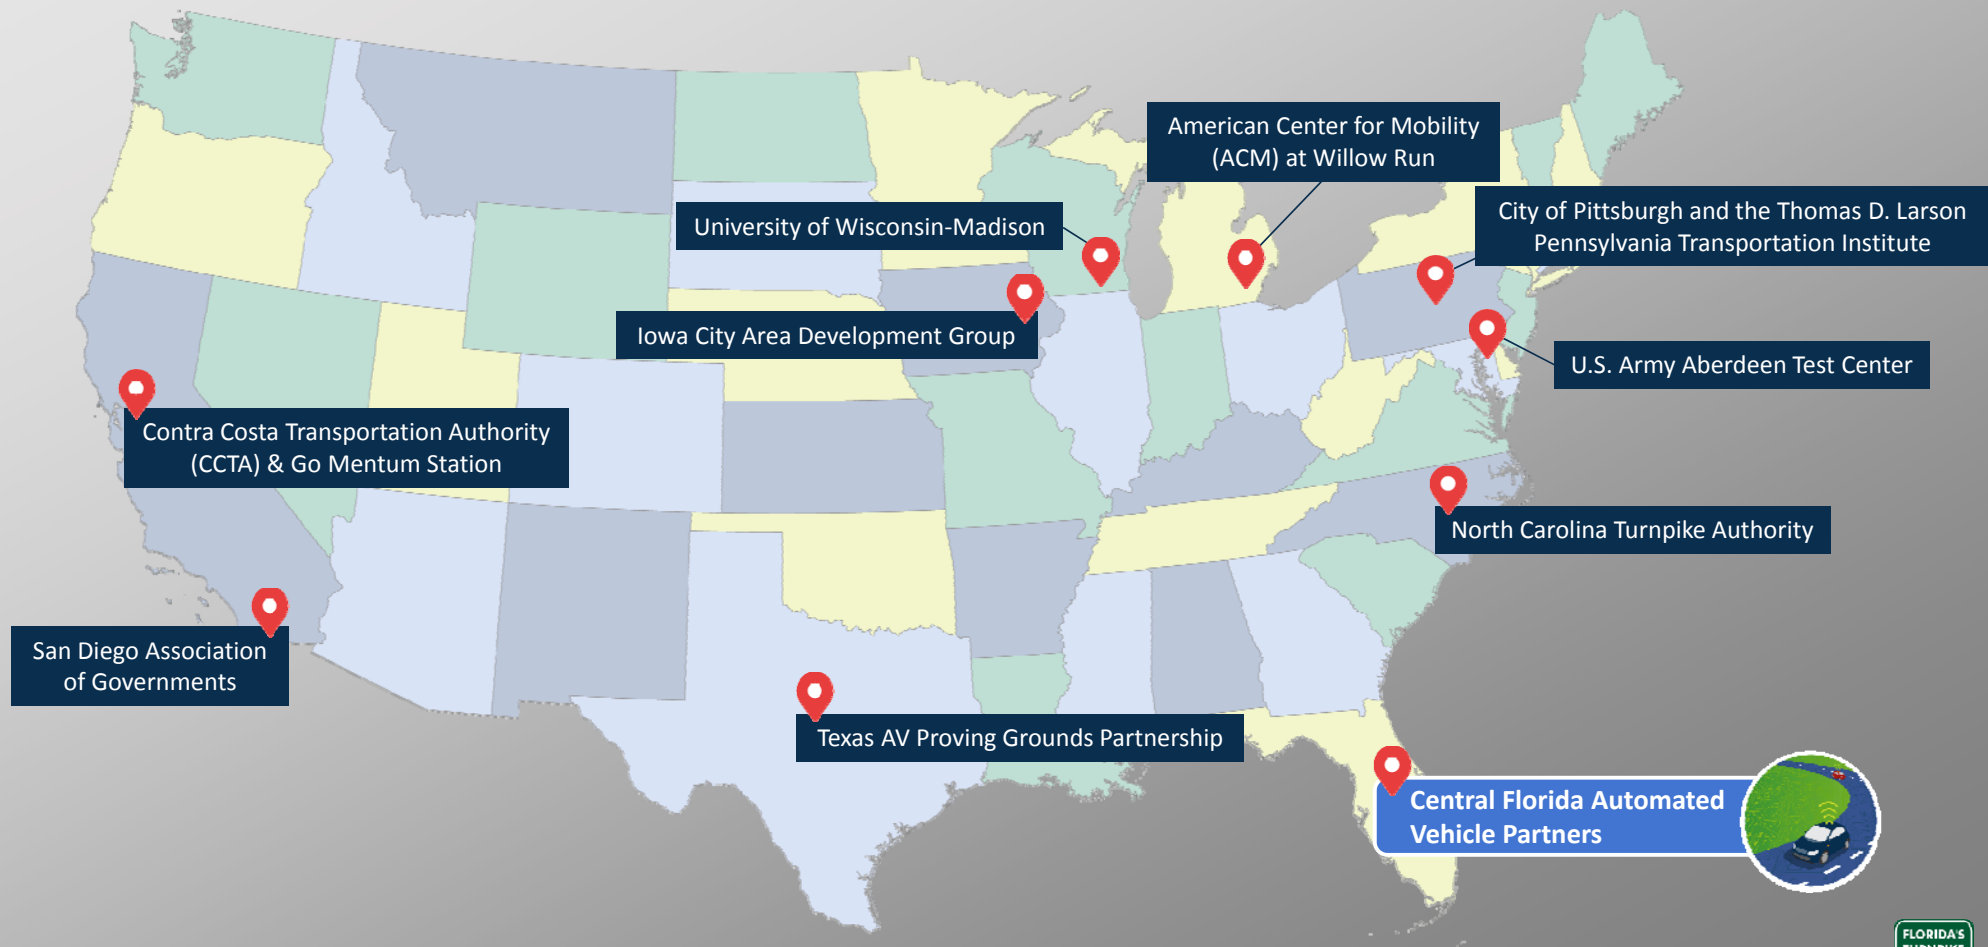 American Center for Mobility
(ACM) at Willow Run
City of Pittsburgh and the Thomas D. Larson
Pennsylvania Transportation Institute
University of Wisconsin-Madison
Iowa City Area Development Group
U.S. Army Aberdeen Test Center
Contra Costa Transportation Authority
(CCTA) & Go Mentum Station
North Carolina Turnpike Authority
San Diego Association
of Governments
Texas AV Proving Grounds Partnership
Central Florida Automated
Vehicle Partners
FLORIDA'S
TURNPIKE